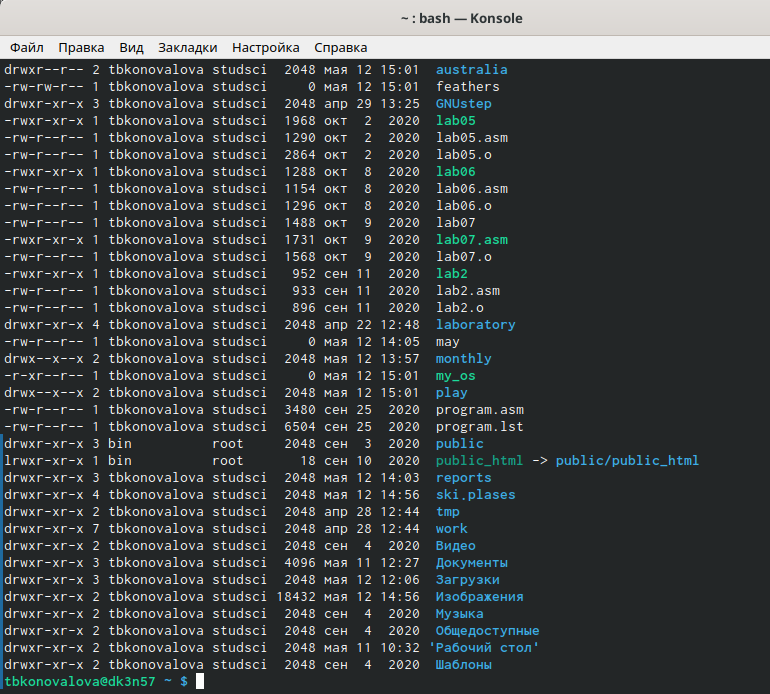 ~ : bash — Konsole
Файл Правка Вид Закладки Настройка Справка
drwxr--r-- 2 tbkonovalova studsci  2048 мая 12 15:01  australia
-rw-rw-r-- 1 tbkonovalova studsci     0 мая 12 15:01  feathers
drwxr-xr-x 3 tbkonovalova studsci  2048 апр 29 13:25  GNUstep
-rwxr-xr-x 1 tbkonovalova studsci  1968 окт  2  2020  lab05
-rw-r--r-- 1 tbkonovalova studsci  1290 окт  2  2020  lab05.asm
-rw-r--r-- 1 tbkonovalova studsci  2864 окт  2  2020  lab05.o
-rwxr-xr-x 1 tbkonovalova studsci  1288 окт  8  2020  lab06
-rw-r--r-- 1 tbkonovalova studsci  1154 окт  8  2020  lab06.asm
-rw-r--r-- 1 tbkonovalova studsci  1296 окт  8  2020  lab06.o
-rw-r--r-- 1 tbkonovalova studsci  1488 окт  9  2020  lab07
-rwxr-xr-x 1 tbkonovalova studsci  1731 окт  9  2020  lab07.asm
-rw-r--r-- 1 tbkonovalova studsci  1568 окт  9  2020  lab07.o
-rwxr-xr-x 1 tbkonovalova studsci   952 сен 11  2020  lab2
-rw-r--r-- 1 tbkonovalova studsci   933 сен 11  2020  lab2.asm
-rw-r--r-- 1 tbkonovalova studsci   896 сен 11  2020  lab2.o
drwxr-xr-x 4 tbkonovalova studsci  2048 апр 22 12:48  laboratory
-rw-r--r-- 1 tbkonovalova studsci     0 мая 12 14:05  may
drwx--x--x 2 tbkonovalova studsci  2048 мая 12 13:57  monthly
-r-xr--r-- 1 tbkonovalova studsci     0 мая 12 15:01  my_os
drwx--x--x 2 tbkonovalova studsci  2048 мая 12 15:01  play
-rw-r--r-- 1 tbkonovalova studsci  3480 сен 25  2020  program.asm
-rw-r--r-- 1 tbkonovalova studsci  6504 сен 25  2020  program.lst
drwxr-xr-x 3 bin          root     2048 сен  3  2020  public
lrwxr-xr-x 1 bin          root       18 сен 10  2020  public_html -> public/public_html
drwxr-xr-x 3 tbkonovalova studsci  2048 мая 12 14:03  reports
drwxr-xr-x 4 tbkonovalova studsci  2048 мая 12 14:56  ski.plases
drwxr-xr-x 2 tbkonovalova studsci  2048 апр 28 12:44  tmp
drwxr-xr-x 7 tbkonovalova studsci  2048 апр 28 12:44  work
drwxr-xr-x 2 tbkonovalova studsci  2048 сен  4  2020  Видео
drwxr-xr-x 3 tbkonovalova studsci  4096 мая 11 12:27  Документы
drwxr-xr-x 3 tbkonovalova studsci  2048 мая 12 12:06  Загрузки
drwxr-xr-x 2 tbkonovalova studsci 18432 мая 12 14:56  Изображения
drwxr-xr-x 2 tbkonovalova studsci  2048 сен  4  2020  Музыка
drwxr-xr-x 2 tbkonovalova studsci  2048 сен  4  2020  Общедоступные
drwxr-xr-x 2 tbkonovalova studsci  2048 мая 11 10:32 'Рабочий стол'
drwxr-xr-x 2 tbkonovalova studsci  2048 сен  4  2020  Шаблоны
tbkonovalova@dk3n57 ~ $